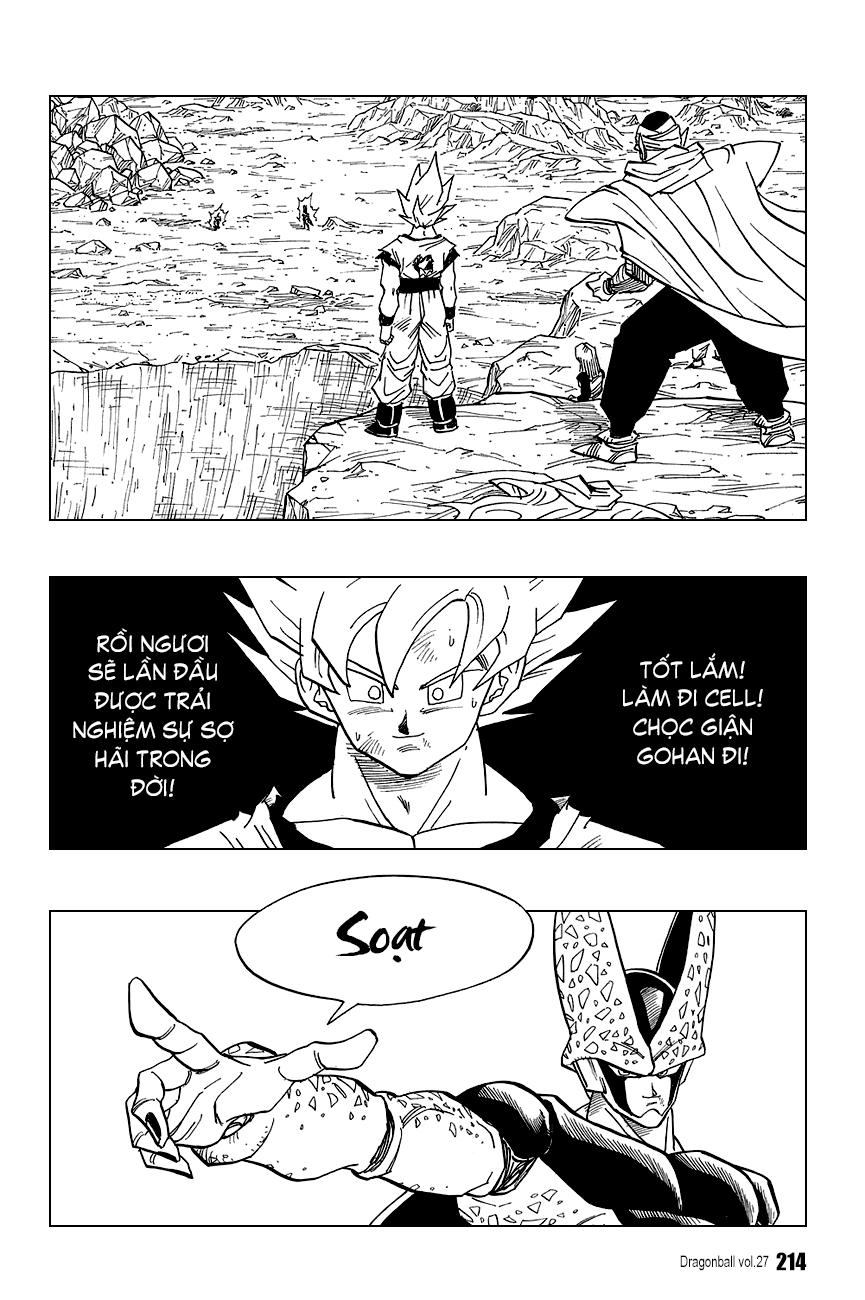 TỐT LẮM!
LÀM ĐI CELL!
CHỌC GIẬN
GOHAN ĐI!
RỒI NGƯƠI
SẼ LẦN ĐẦU
ĐƯỢC TRẢI
NGHIỆM SỰ SỢ
HÃI TRONG
ĐỜI!
Soạt
Dragonball vol.27 214